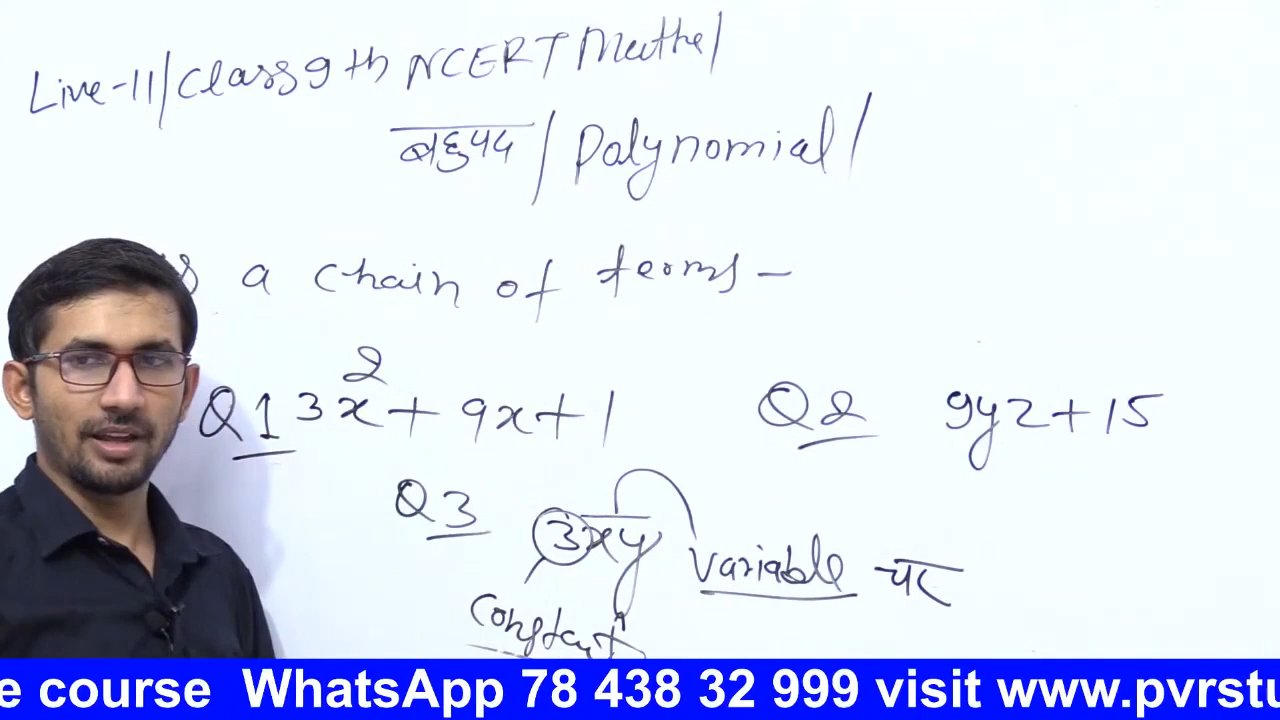 Live-11/Class 9th NCERT Maths/
बहुपद / Polynomial/
a chain of terms -
Q1 3x² + 9x + 1 Q2 9yz + 15
Q3 3xy variable चर
Constant
e course WhatsApp 78 438 32 999 visit www.pvrstu